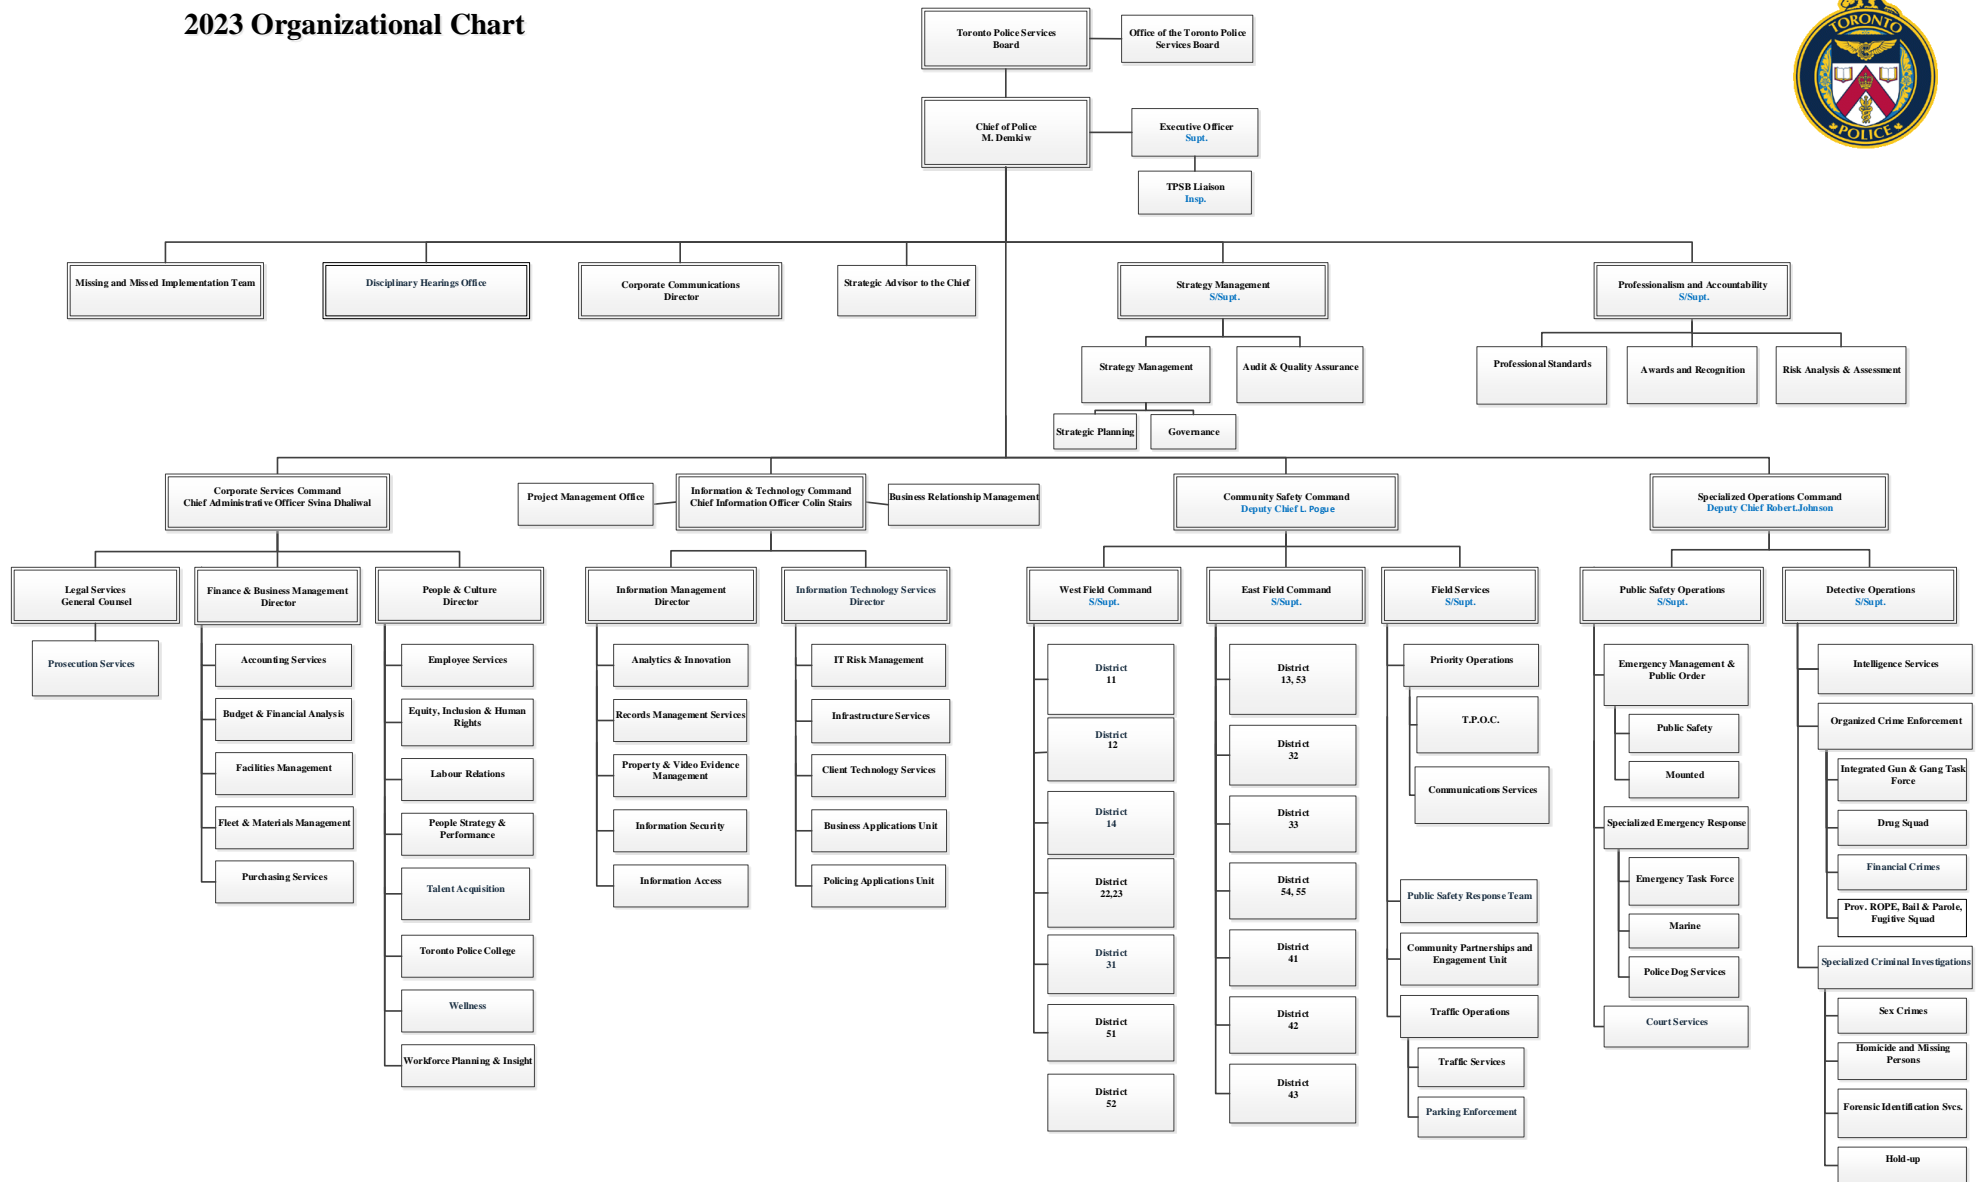 2023 Organizational Chart
TORONTO
POLICE
Toronto Police Services
Board
Office of the Toronto Police
Services Board
Chief of Police
M. Demkiw
Executive Officer
Supt.
TPSB Liaison
Insp.
Missing and Missed Implementation Team
Disciplinary Hearings Office
Corporate Communications
Director
Strategic Advisor to the Chief
Strategy Management
S/Supt.
Professionalism and Accountability
S/Supt.
Strategy Management
Audit & Quality Assurance
Professional Standards
Awards and Recognition
Risk Analysis & Assessment
Strategic Planning
Governance
Corporate Services Command
Chief Administrative Officer Svina Dhaliwal
Project Management Office
Information & Technology Command
Chief Information Officer Colin Stairs
Business Relationship Management
Community Safety Command
Deputy Chief L. Pogue
Specialized Operations Command
Deputy Chief Robert.Johnson
Legal Services
General Counsel
Prosecution Services
Finance & Business Management
Director
Accounting Services
Budget & Financial Analysis
Facilities Management
Fleet & Materials Management
Purchasing Services
People & Culture
Director
Employee Services
Equity, Inclusion & Human
Rights
Labour Relations
People Strategy &
Performance
Talent Acquisition
Toronto Police College
Wellness
Workforce Planning & Insight
Information Management
Director
Analytics & Innovation
Records Management Services
Property & Video Evidence
Management
Information Security
Information Access
Information Technology Services
Director
IT Risk Management
Infrastructure Services
Client Technology Services
Business Applications Unit
Policing Applications Unit
West Field Command
S/Supt.
District
11
District
12
District
14
District
22,23
District
31
District
51
District
52
East Field Command
S/Supt.
District
13, 53
District
32
District
33
District
54, 55
District
41
District
42
District
43
Field Services
S/Supt.
Priority Operations
T.P.O.C.
Communications Services
Public Safety Response Team
Community Partnerships and
Engagement Unit
Traffic Operations
Traffic Services
Parking Enforcement
Public Safety Operations
S/Supt.
Emergency Management &
Public Order
Public Safety
Mounted
Specialized Emergency Response
Emergency Task Force
Marine
Police Dog Services
Court Services
Detective Operations
S/Supt.
Intelligence Services
Organized Crime Enforcement
Integrated Gun & Gang Task
Force
Drug Squad
Financial Crimes
Prov. ROPE, Bail & Parole,
Fugitive Squad
Specialized Criminal Investigations
Sex Crimes
Homicide and Missing
Persons
Forensic Identification Svcs.
Hold-up